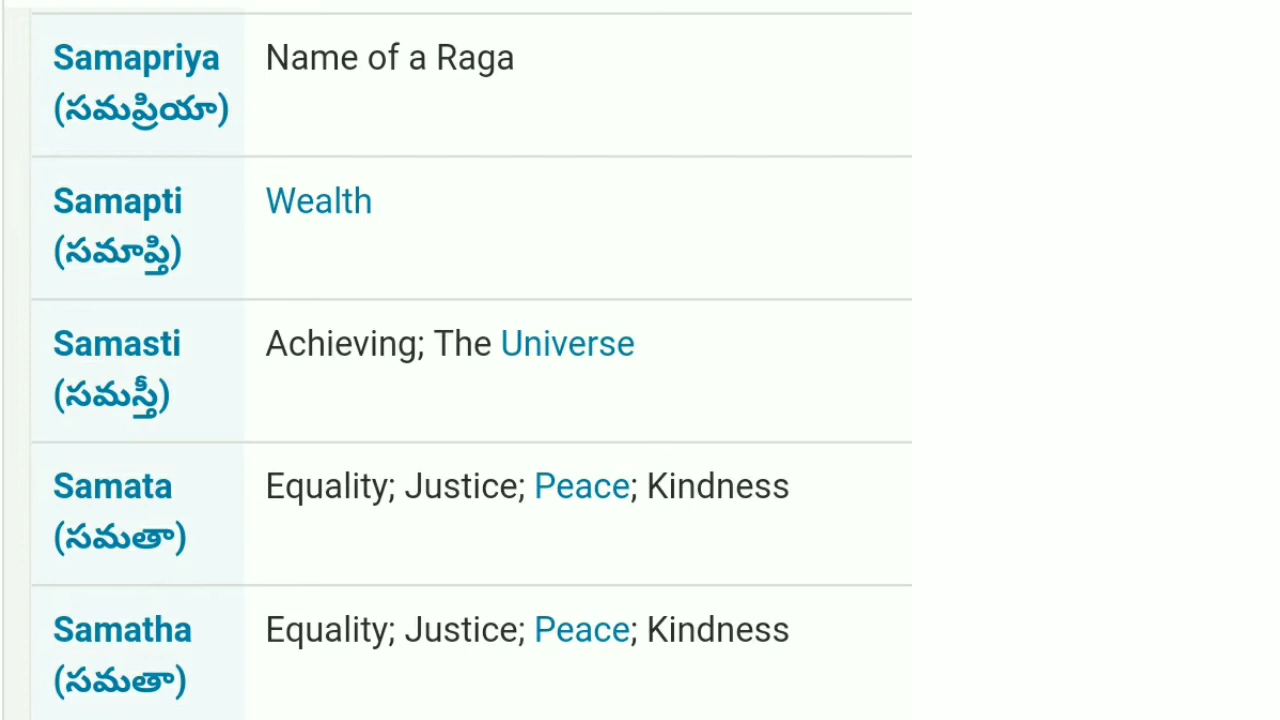 Samapriya Name of a Raga
(సమప్రియా)
Samapti Wealth
(సమాప్తి)
Samasti Achieving; The Universe
(సమస్తీ)
Samata Equality; Justice; Peace; Kindness
(సమతా)
Samatha Equality; Justice; Peace; Kindness
(సమతా)